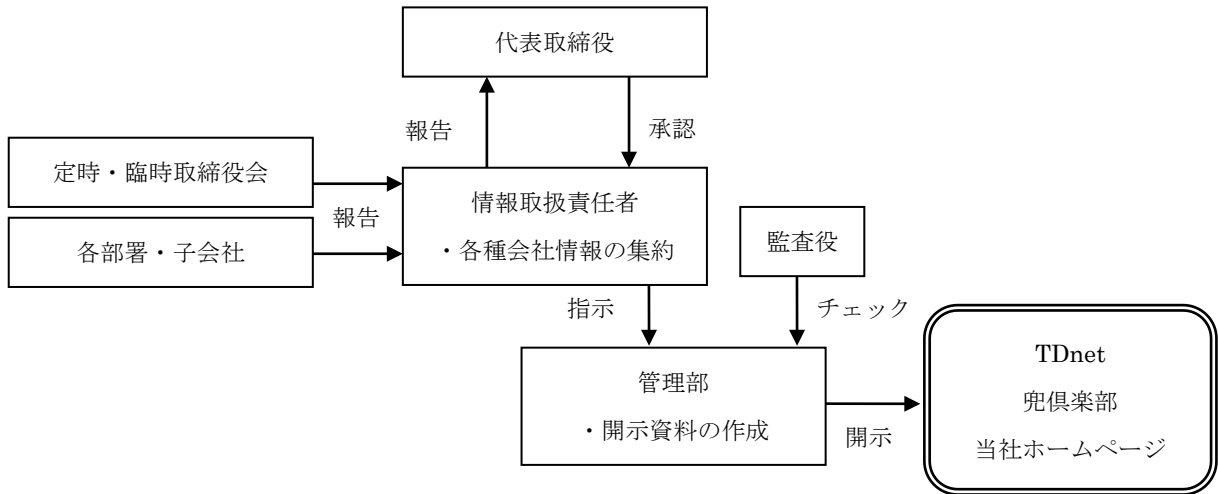 代表取締役
報告
承認
定時・臨時取締役会
報告
各部署・子会社
情報取扱責任者
・各種会社情報の集約
監査役
指示
チェック
管理部
・開示資料の作成
開示
TDnet
兜倶楽部
当社ホームページ